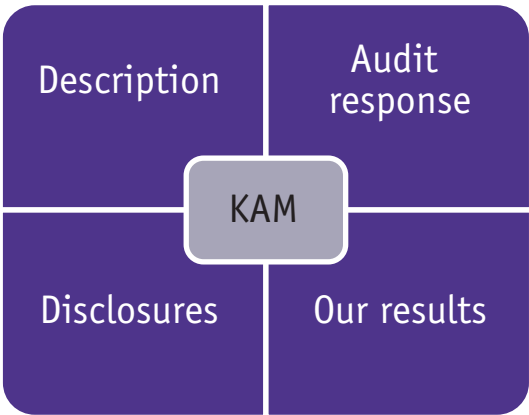 Description
Audit
response
KAM
Disclosures
Our results